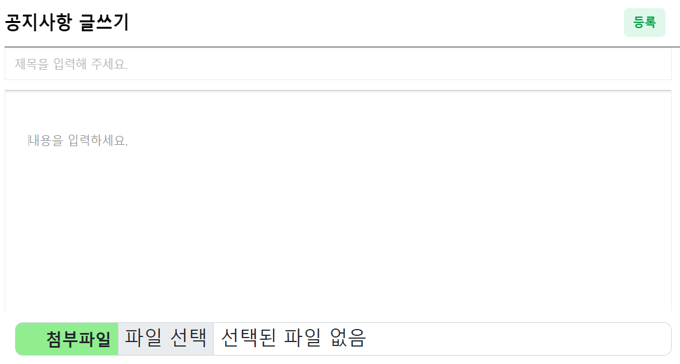 공지사항 글쓰기 등록
제목을 입력해 주세요.
내용을 입력하세요.
첨부파일 파일 선택 선택된 파일 없음